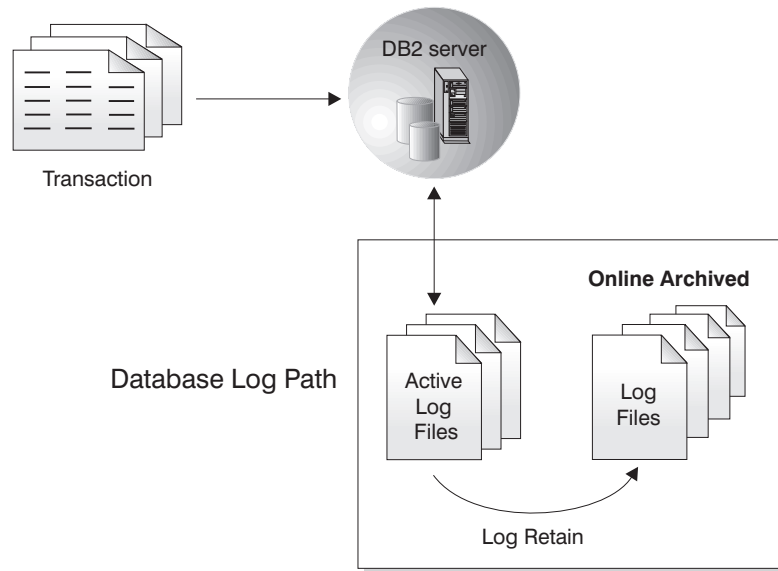 DB2 server
Transaction
Online Archived
Database Log Path
Active
Log
Files
Log
Files
Log Retain